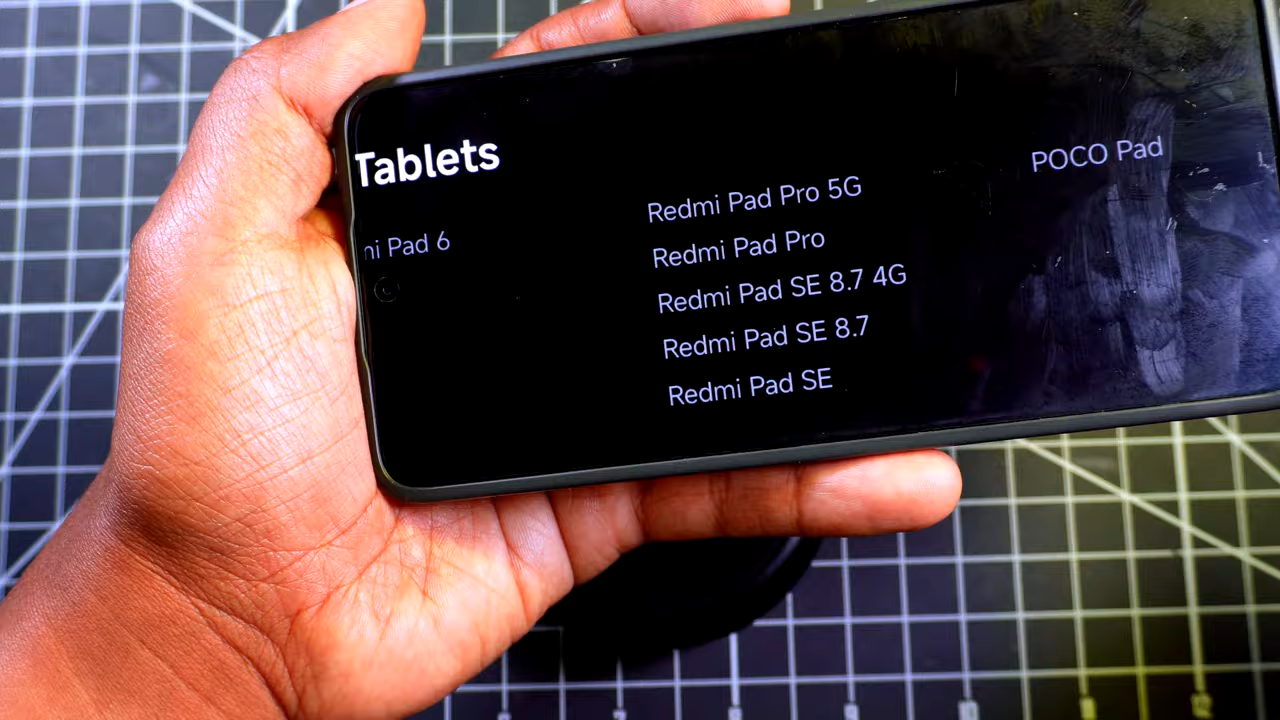 Tablets
ni Pad 6
Redmi Pad Pro 5G
Redmi Pad Pro
Redmi Pad SE 8.7 4G
Redmi Pad SE 8.7
Redmi Pad SE
POCO Pad